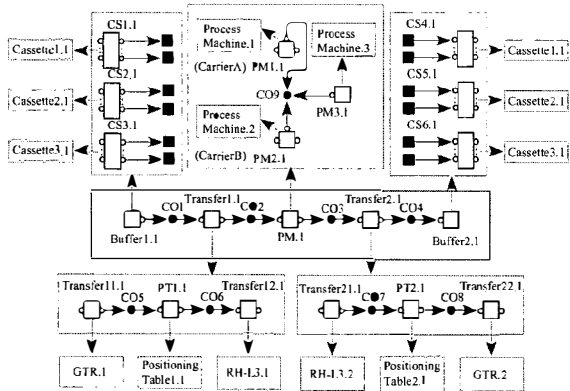 CS1.1
Cassette1.1
CS2.1
Cassette2.1
CS3.1
Cassette3.1
Process
Machine.1
(CarrierA) PM1.1
Process
Machine.3
CO9
PM3.1
Process
Machine.2
(CarrierB) PM2.1
CS4.1
Cassette1.1
CS5.1
Cassette2.1
CS6.1
Cassette3.1
Transfer1.1 Transfer2.1
CO1 CO2 CO3 CO4
Buffer1.1 PM.1 Buffer2.1
Transfer11.1 PT1.1 Transfer12.1
CO5 CO6
Transfer21.1 PT2.1 Transfer22.1
CO7 CO8
GTR.1
Positioning
Table1.1
RH-L3.1
RH-L3.2
Positioning
Table2.1
GTR.2